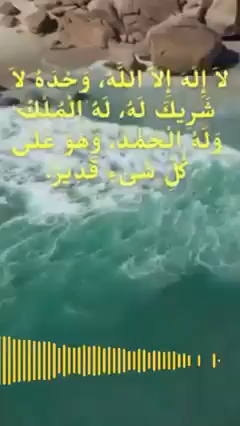 لاَ إِلَهَ إِلاَ اللَّهُ، وَحْدَهُ لاَ
شَرِيكَ لَهُ، لَهُ الْمُلْكُ
وَلَهُ الْحَمْدُ، وَهُوَ عَلَى
كُلِّ شَيْءٍ قَدِيرٌ.